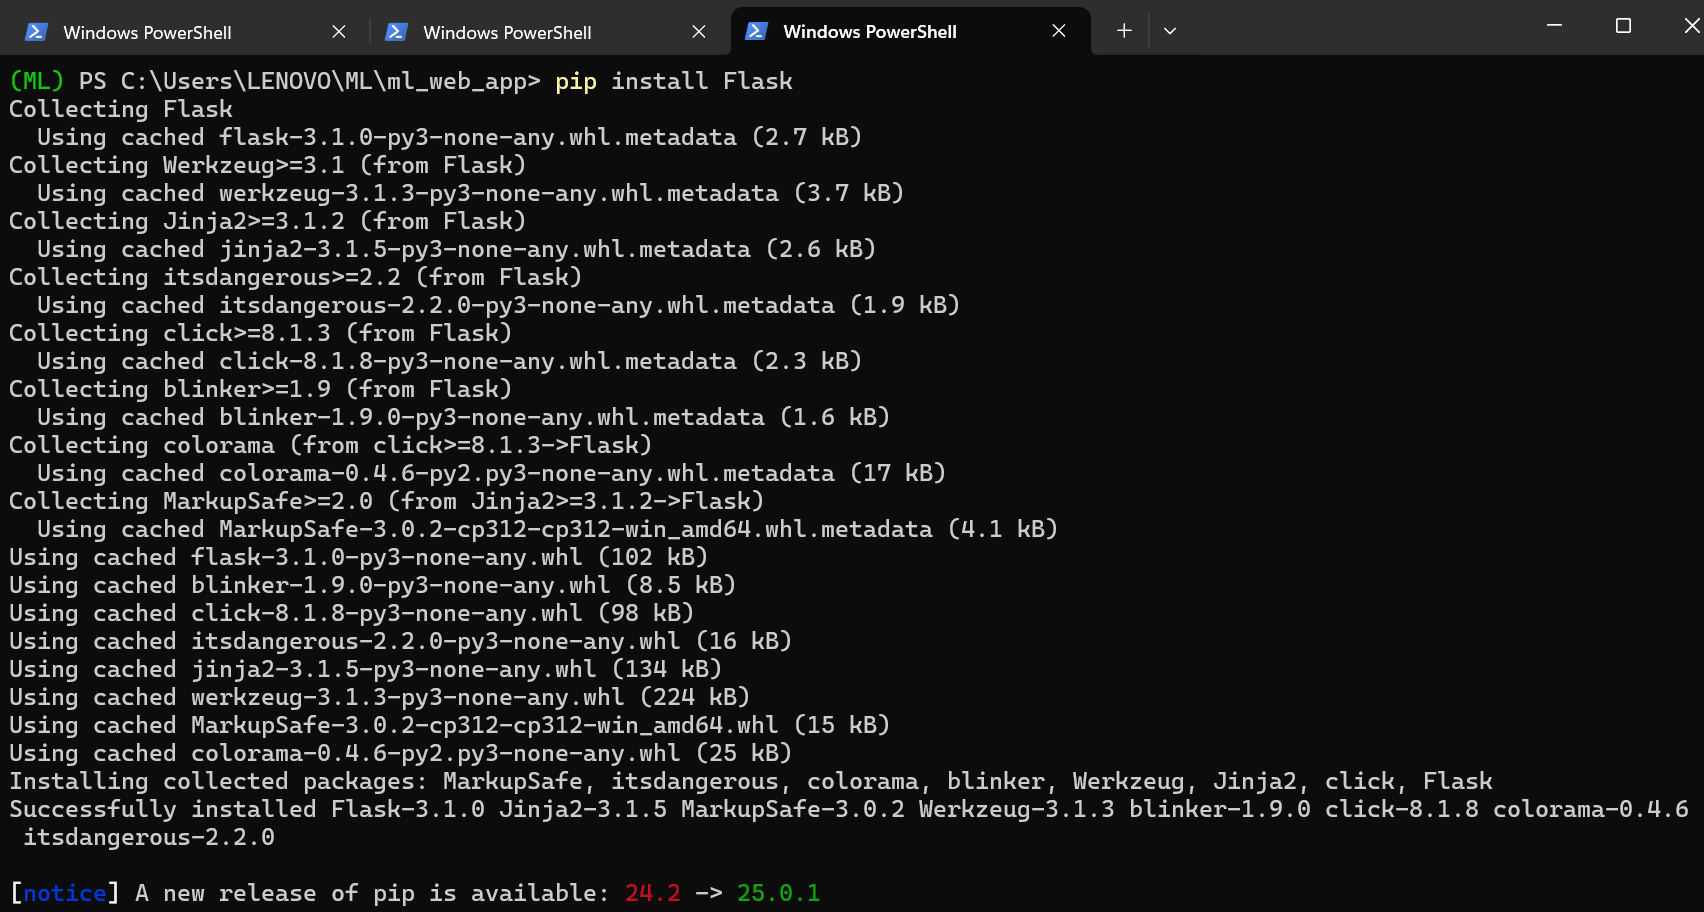 Windows PowerShell
Windows PowerShell
Windows PowerShell
(ML) PS C:\Users\LENOVO\ML\ml_web_app> pip install Flask
Collecting Flask
  Using cached flask-3.1.0-py3-none-any.whl.metadata (2.7 kB)
Collecting Werkzeug>=3.1 (from Flask)
  Using cached werkzeug-3.1.3-py3-none-any.whl.metadata (3.7 kB)
Collecting Jinja2>=3.1.2 (from Flask)
  Using cached jinja2-3.1.5-py3-none-any.whl.metadata (2.6 kB)
Collecting itsdangerous>=2.2 (from Flask)
  Using cached itsdangerous-2.2.0-py3-none-any.whl.metadata (1.9 kB)
Collecting click>=8.1.3 (from Flask)
  Using cached click-8.1.8-py3-none-any.whl.metadata (2.3 kB)
Collecting blinker>=1.9 (from Flask)
  Using cached blinker-1.9.0-py3-none-any.whl.metadata (1.6 kB)
Collecting colorama (from click>=8.1.3->Flask)
  Using cached colorama-0.4.6-py2.py3-none-any.whl.metadata (17 kB)
Collecting MarkupSafe>=2.0 (from Jinja2>=3.1.2->Flask)
  Using cached MarkupSafe-3.0.2-cp312-cp312-win_amd64.whl.metadata (4.1 kB)
Using cached flask-3.1.0-py3-none-any.whl (102 kB)
Using cached blinker-1.9.0-py3-none-any.whl (8.5 kB)
Using cached click-8.1.8-py3-none-any.whl (98 kB)
Using cached itsdangerous-2.2.0-py3-none-any.whl (16 kB)
Using cached jinja2-3.1.5-py3-none-any.whl (134 kB)
Using cached werkzeug-3.1.3-py3-none-any.whl (224 kB)
Using cached MarkupSafe-3.0.2-cp312-cp312-win_amd64.whl (15 kB)
Using cached colorama-0.4.6-py2.py3-none-any.whl (25 kB)
Installing collected packages: MarkupSafe, itsdangerous, colorama, blinker, Werkzeug, Jinja2, click, Flask
Successfully installed Flask-3.1.0 Jinja2-3.1.5 MarkupSafe-3.0.2 Werkzeug-3.1.3 blinker-1.9.0 click-8.1.8 colorama-0.4.6
 itsdangerous-2.2.0
[notice] A new release of pip is available: 24.2 -> 25.0.1